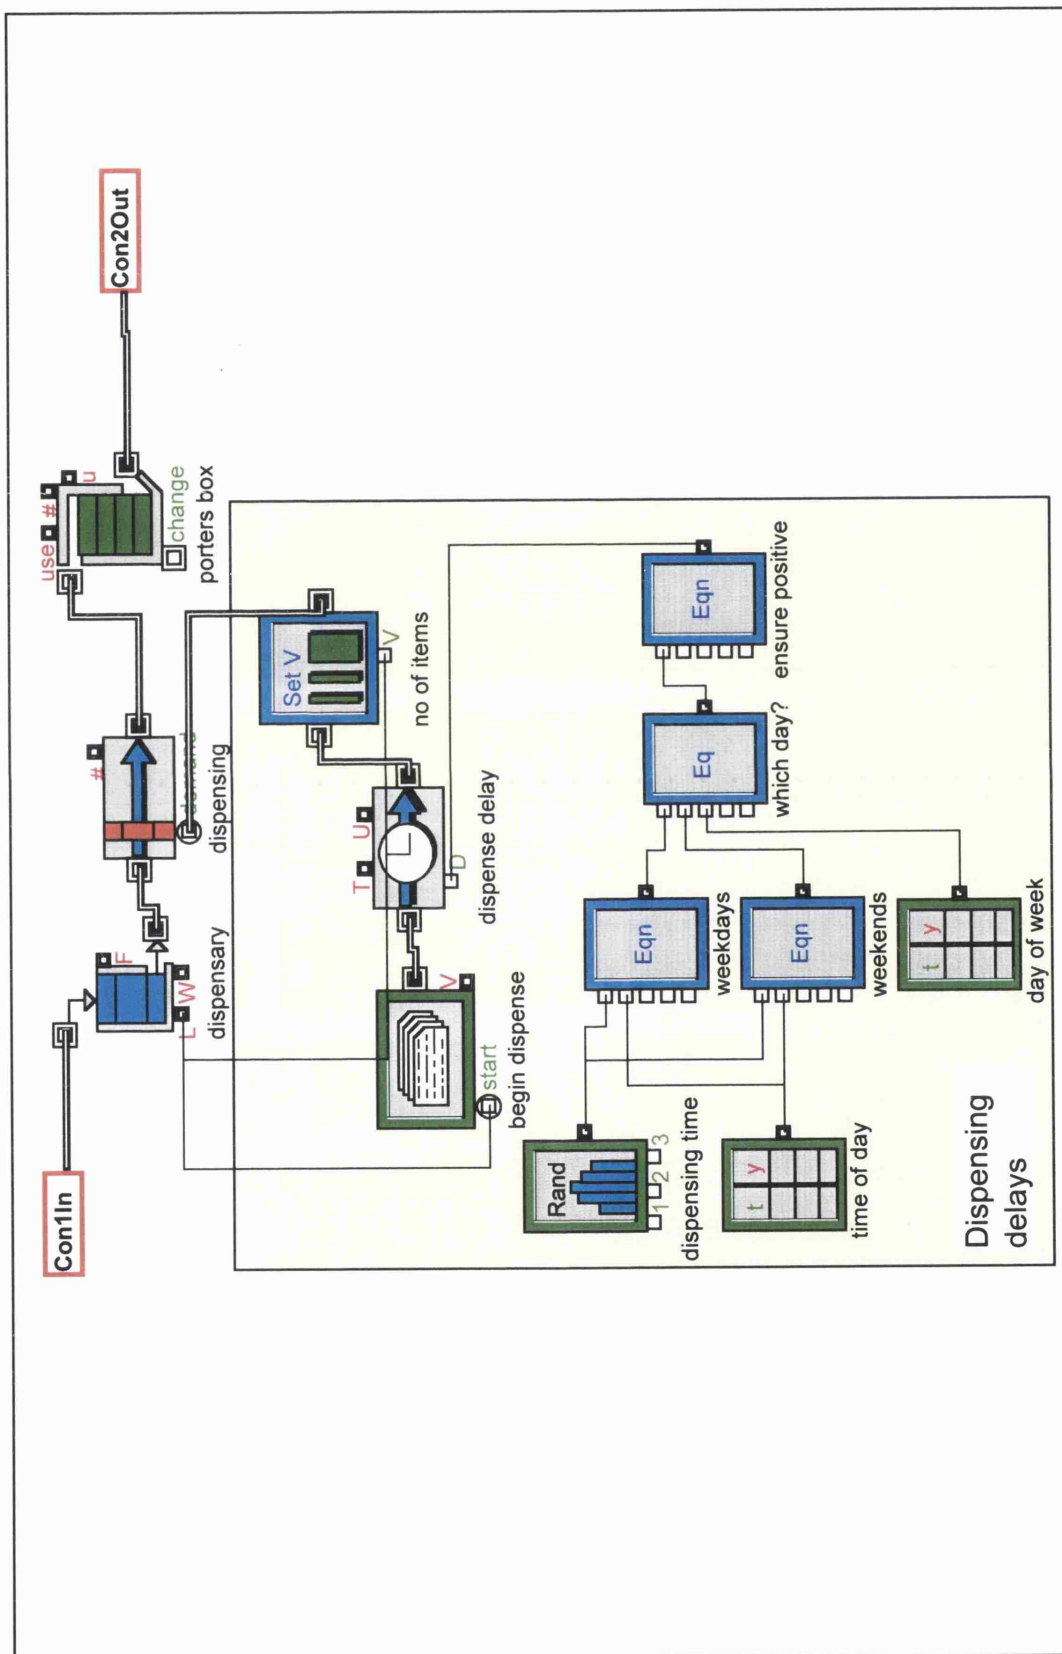 Con1In
F
L W
dispensary
#
demand
dispensing
use # u
change
porters box
Con2Out
start
V
begin dispense
T U
D
dispense delay
Set V
V
no of items
Rand
1 2 3
dispensing time
t y
time of day
Eqn
weekdays
Eqn
weekends
t y
day of week
Eq
which day?
Eqn
ensure positive
Dispensing
delays